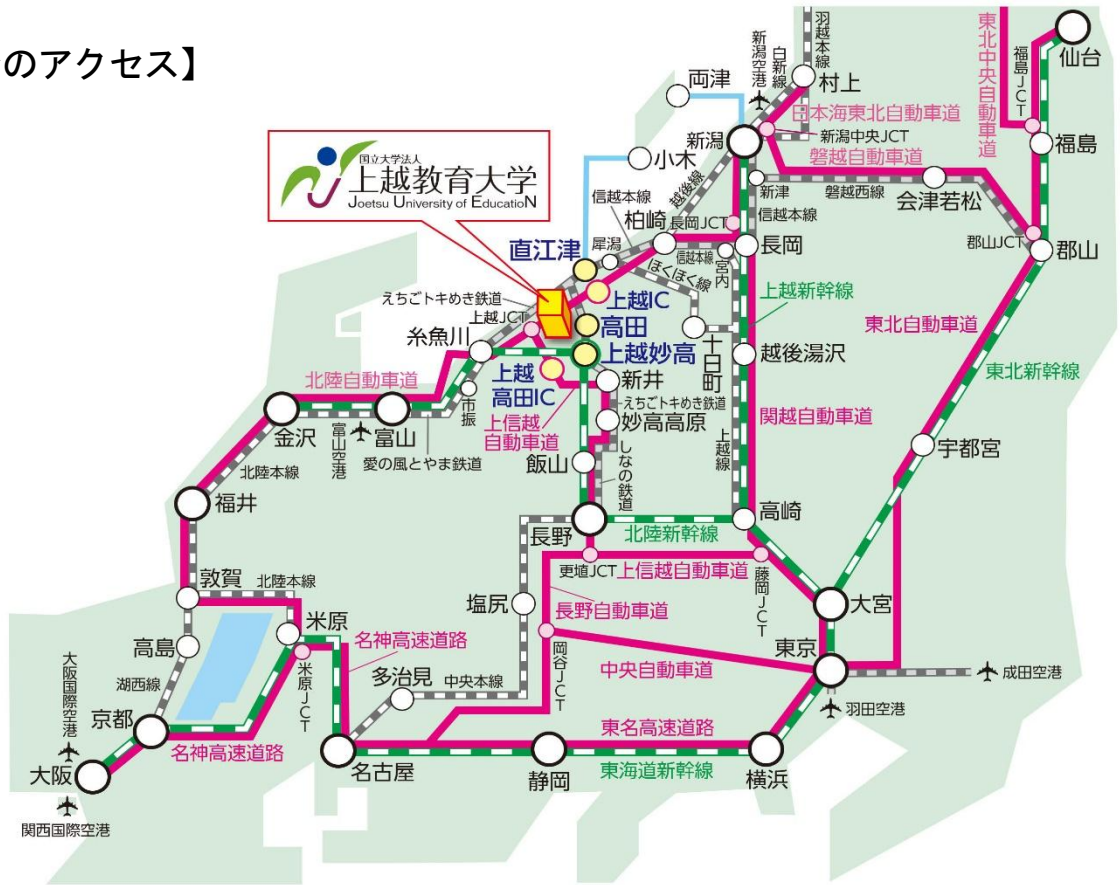 のアクセス】
国立大学法人
上越教育大学
Joetsu University of EducatioN
両津
小木
新潟空港
白新線
羽越本線
村上
新潟
日本海東北自動車道
新潟中央JCT
磐越自動車道
東北中央自動車道
福島JCT
仙台
福島
新津
磐越西線
会津若松
郡山JCT
郡山
越後線
信越本線
信越本線
柏崎
長岡JCT
長岡
直江津
犀潟
信越本線
宮内
ほくほく線
えちごトキめき鉄道
上越JCT
上越IC
高田
上越妙高
上越
高田IC
糸魚川
十日町
上越新幹線
越後湯沢
東北自動車道
東北新幹線
北陸自動車道
市振
新井
えちごトキめき鉄道
上信越
自動車道
妙高高原
関越自動車道
上越線
金沢
富山空港
富山
愛の風とやま鉄道
飯山
しなの鉄道
宇都宮
北陸本線
福井
長野
北陸新幹線
高崎
更埴JCT
上信越自動車道
藤岡JCT
敦賀
北陸本線
塩尻
長野自動車道
大宮
米原
高島
名神高速道路
米原JCT
岡谷JCT
中央自動車道
東京
成田空港
羽田空港
大阪国際空港
湖西線
多治見
中央本線
京都
名神高速道路
東名高速道路
大阪
名古屋
静岡
東海道新幹線
横浜
関西国際空港